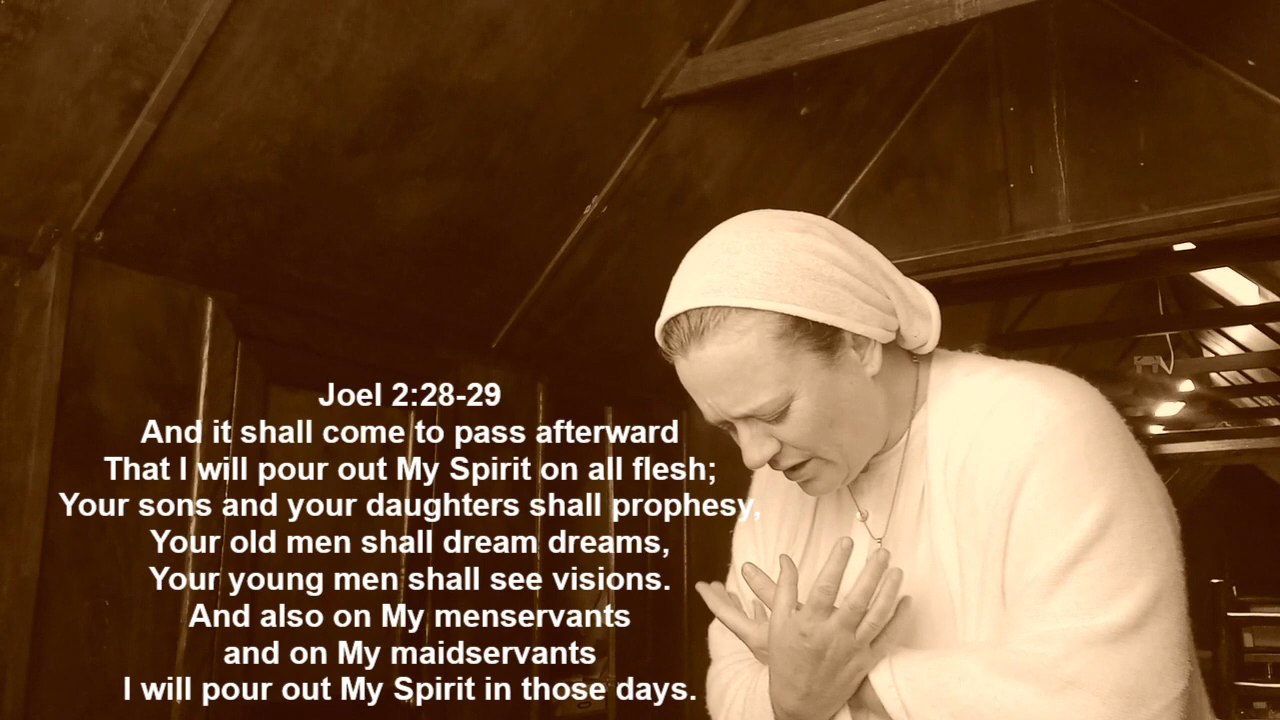 Joel 2:28-29
And it shall come to pass afterward
That I will pour out My Spirit on all flesh;
Your sons and your daughters shall prophesy,
Your old men shall dream dreams,
Your young men shall see visions.
And also on My menservants
and on My maidservants
I will pour out My Spirit in those days.